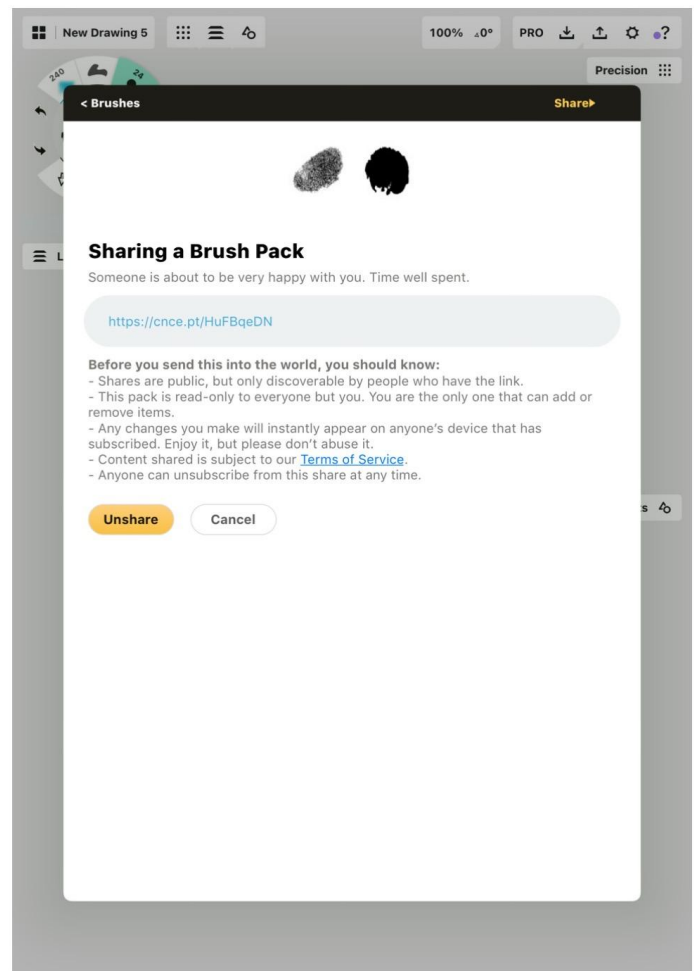 New Drawing 5
100% 0°
PRO
?
Precision
240
24
< Brushes
Share▸
Sharing a Brush Pack
Someone is about to be very happy with you. Time well spent.
https://cnce.pt/HuFBqeDN
Before you send this into the world, you should know:
- Shares are public, but only discoverable by people who have the link.
- This pack is read-only to everyone but you. You are the only one that can add or
remove items.
- Any changes you make will instantly appear on anyone's device that has
subscribed. Enjoy it, but please don't abuse it.
- Content shared is subject to our Terms of Service.
- Anyone can unsubscribe from this share at any time.
Unshare
Cancel
L
s